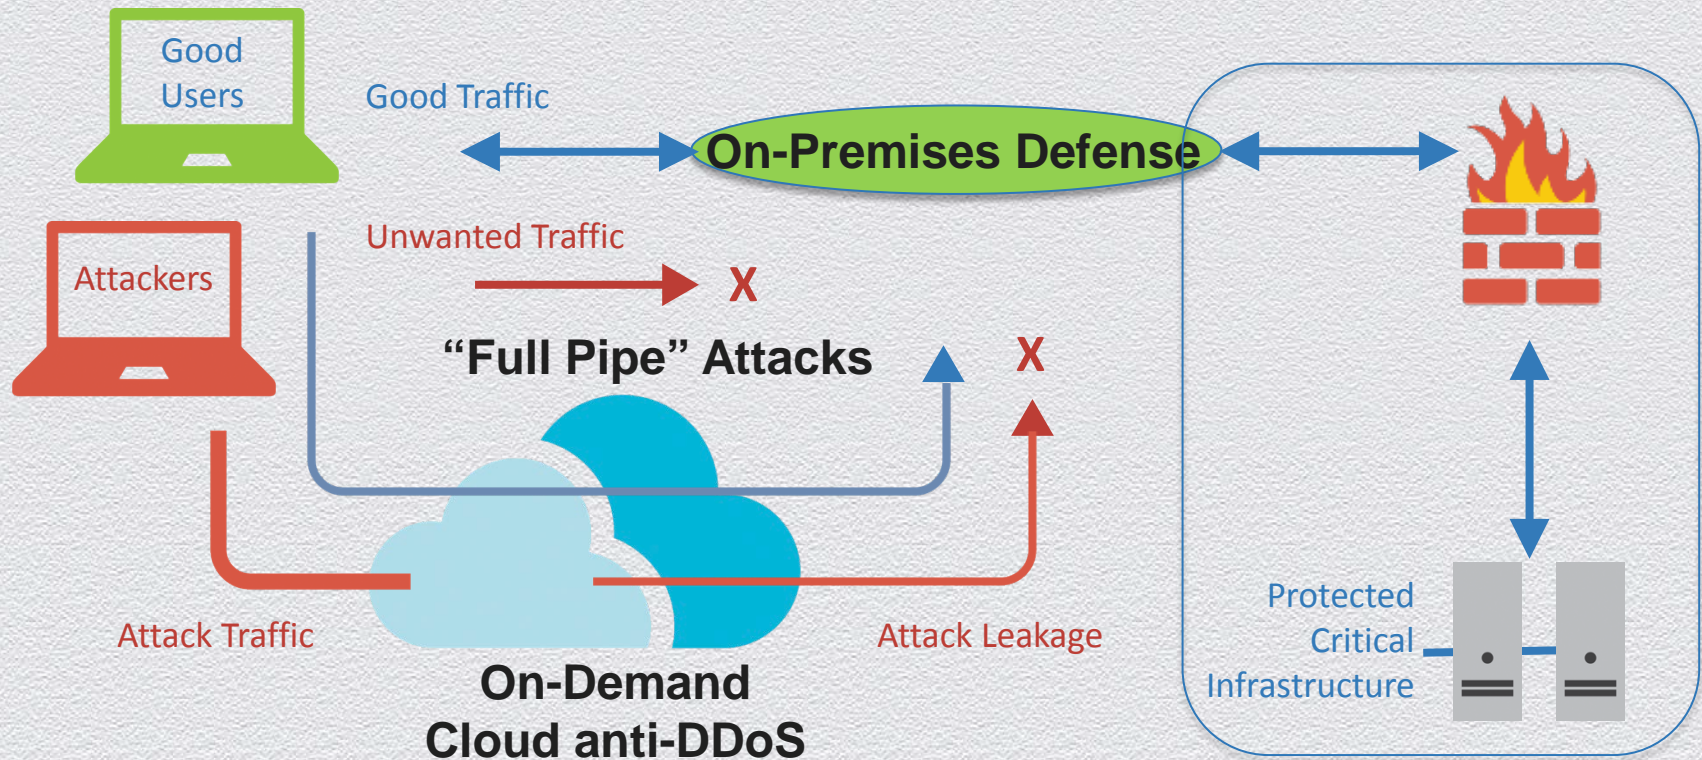 Good
Users
Good Traffic
On-Premises Defense
Unwanted Traffic
X
Attackers
“Full Pipe” Attacks
X
Attack Traffic
Attack Leakage
On-Demand
Cloud anti-DDoS
Protected
Critical
Infrastructure